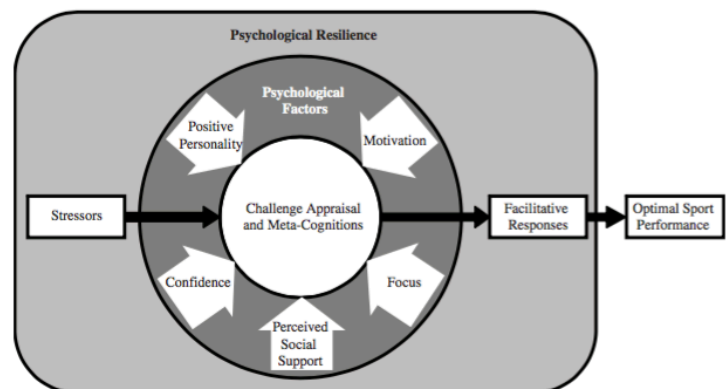 Psychological Resilience
Psychological
Factors
Positive
Personality
Motivation
Stressors
Challenge Appraisal
and Meta-Cognitions
Facilitative
Responses
Optimal Sport
Performance
Confidence
Focus
Perceived
Social
Support